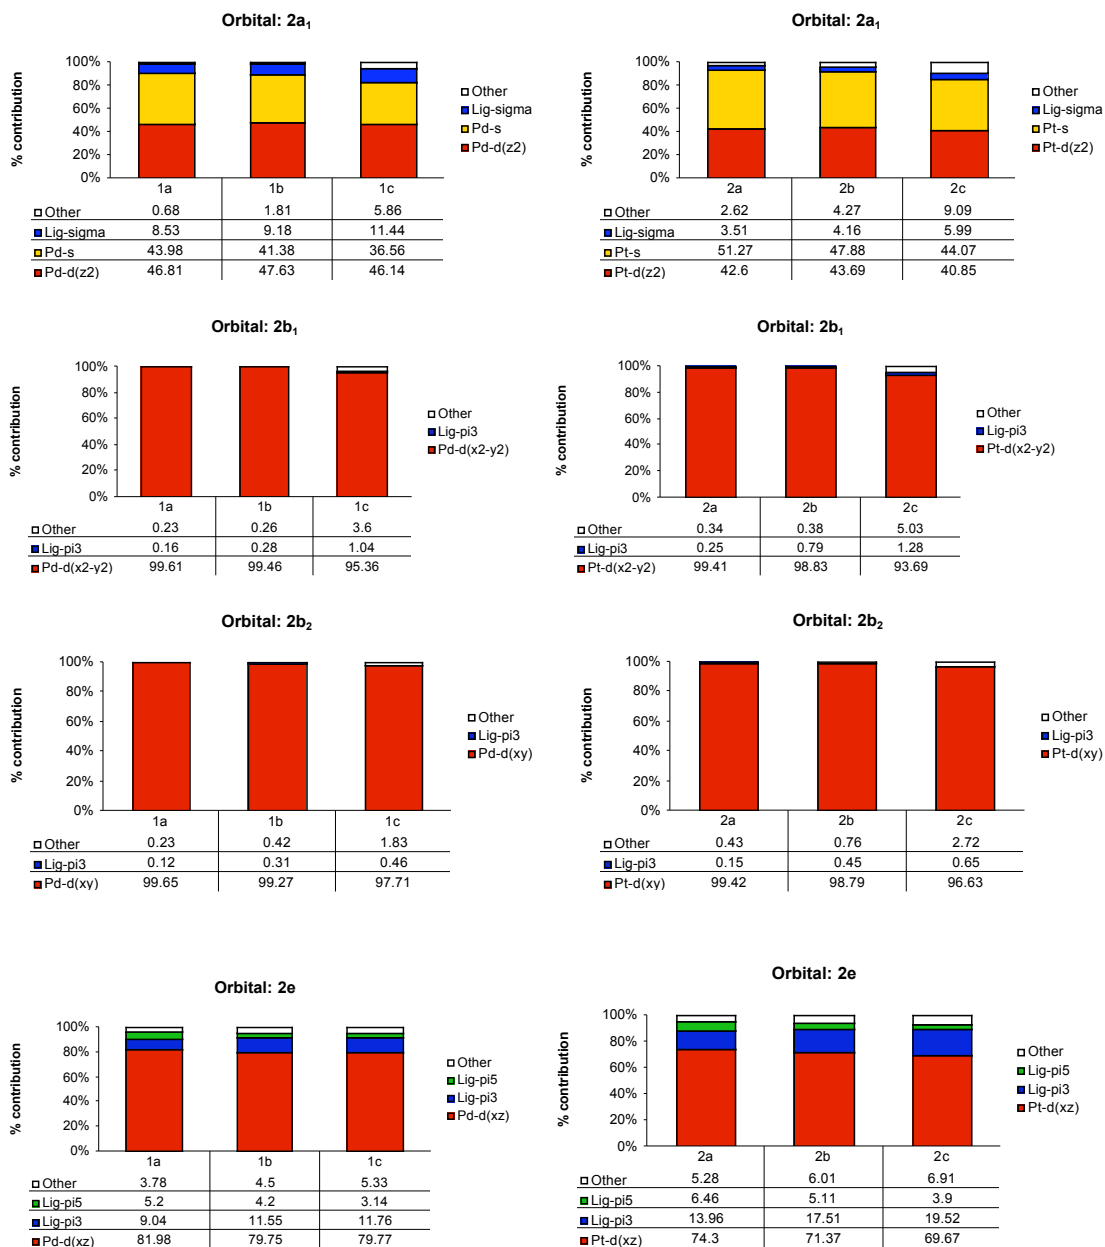 Orbital: 2a₁
% contribution
100%
80%
60%
40%
20%
0%
Other
Lig-sigma
Pd-s
Pd-d(z2)
1a 1b 1c
Other 0.68 1.81 5.86
Lig-sigma 8.53 9.18 11.44
Pd-s 43.98 41.38 36.56
Pd-d(z2) 46.81 47.63 46.14
Orbital: 2a₁
% contribution
100%
80%
60%
40%
20%
0%
Other
Lig-sigma
Pt-s
Pt-d(z2)
2a 2b 2c
Other 2.62 4.27 9.09
Lig-sigma 3.51 4.16 5.99
Pt-s 51.27 47.88 44.07
Pt-d(z2) 42.6 43.69 40.85
Orbital: 2b₁
% contribution
100%
80%
60%
40%
20%
0%
Other
Lig-pi3
Pd-d(x2-y2)
1a 1b 1c
Other 0.23 0.26 3.6
Lig-pi3 0.16 0.28 1.04
Pd-d(x2-y2) 99.61 99.46 95.36
Orbital: 2b₁
% contribution
100%
80%
60%
40%
20%
0%
Other
Lig-pi3
Pt-d(x2-y2)
2a 2b 2c
Other 0.34 0.38 5.03
Lig-pi3 0.25 0.79 1.28
Pt-d(x2-y2) 99.41 98.83 93.69
Orbital: 2b₂
% contribution
100%
80%
60%
40%
20%
0%
Other
Lig-pi3
Pd-d(xy)
1a 1b 1c
Other 0.23 0.42 1.83
Lig-pi3 0.12 0.31 0.46
Pd-d(xy) 99.65 99.27 97.71
Orbital: 2b₂
% contribution
100%
80%
60%
40%
20%
0%
Other
Lig-pi3
Pt-d(xy)
2a 2b 2c
Other 0.43 0.76 2.72
Lig-pi3 0.15 0.45 0.65
Pt-d(xy) 99.42 98.79 96.63
Orbital: 2e
% contribution
100%
80%
60%
40%
20%
0%
Other
Lig-pi5
Lig-pi3
Pd-d(xz)
1a 1b 1c
Other 3.78 4.5 5.33
Lig-pi5 5.2 4.2 3.14
Lig-pi3 9.04 11.55 11.76
Pd-d(xz) 81.98 79.75 79.77
Orbital: 2e
% contribution
100%
80%
60%
40%
20%
0%
Other
Lig-pi5
Lig-pi3
Pt-d(xz)
2a 2b 2c
Other 5.28 6.01 6.91
Lig-pi5 6.46 5.11 3.9
Lig-pi3 13.96 17.51 19.52
Pt-d(xz) 74.3 71.37 69.67